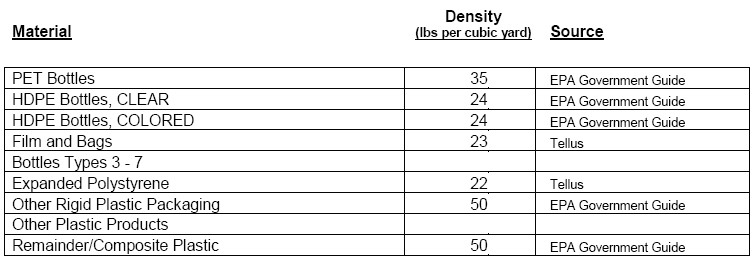 Density
Material (lbs per cubic yard) Source
PET Bottles 35 EPA Government Guide
HDPE Bottles, CLEAR 24 EPA Government Guide
HDPE Bottles, COLORED 24 EPA Government Guide
Film and Bags 23 Tellus
Bottles Types 3 - 7
Expanded Polystyrene 22 Tellus
Other Rigid Plastic Packaging 50 EPA Government Guide
Other Plastic Products
Remainder/Composite Plastic 50 EPA Government Guide